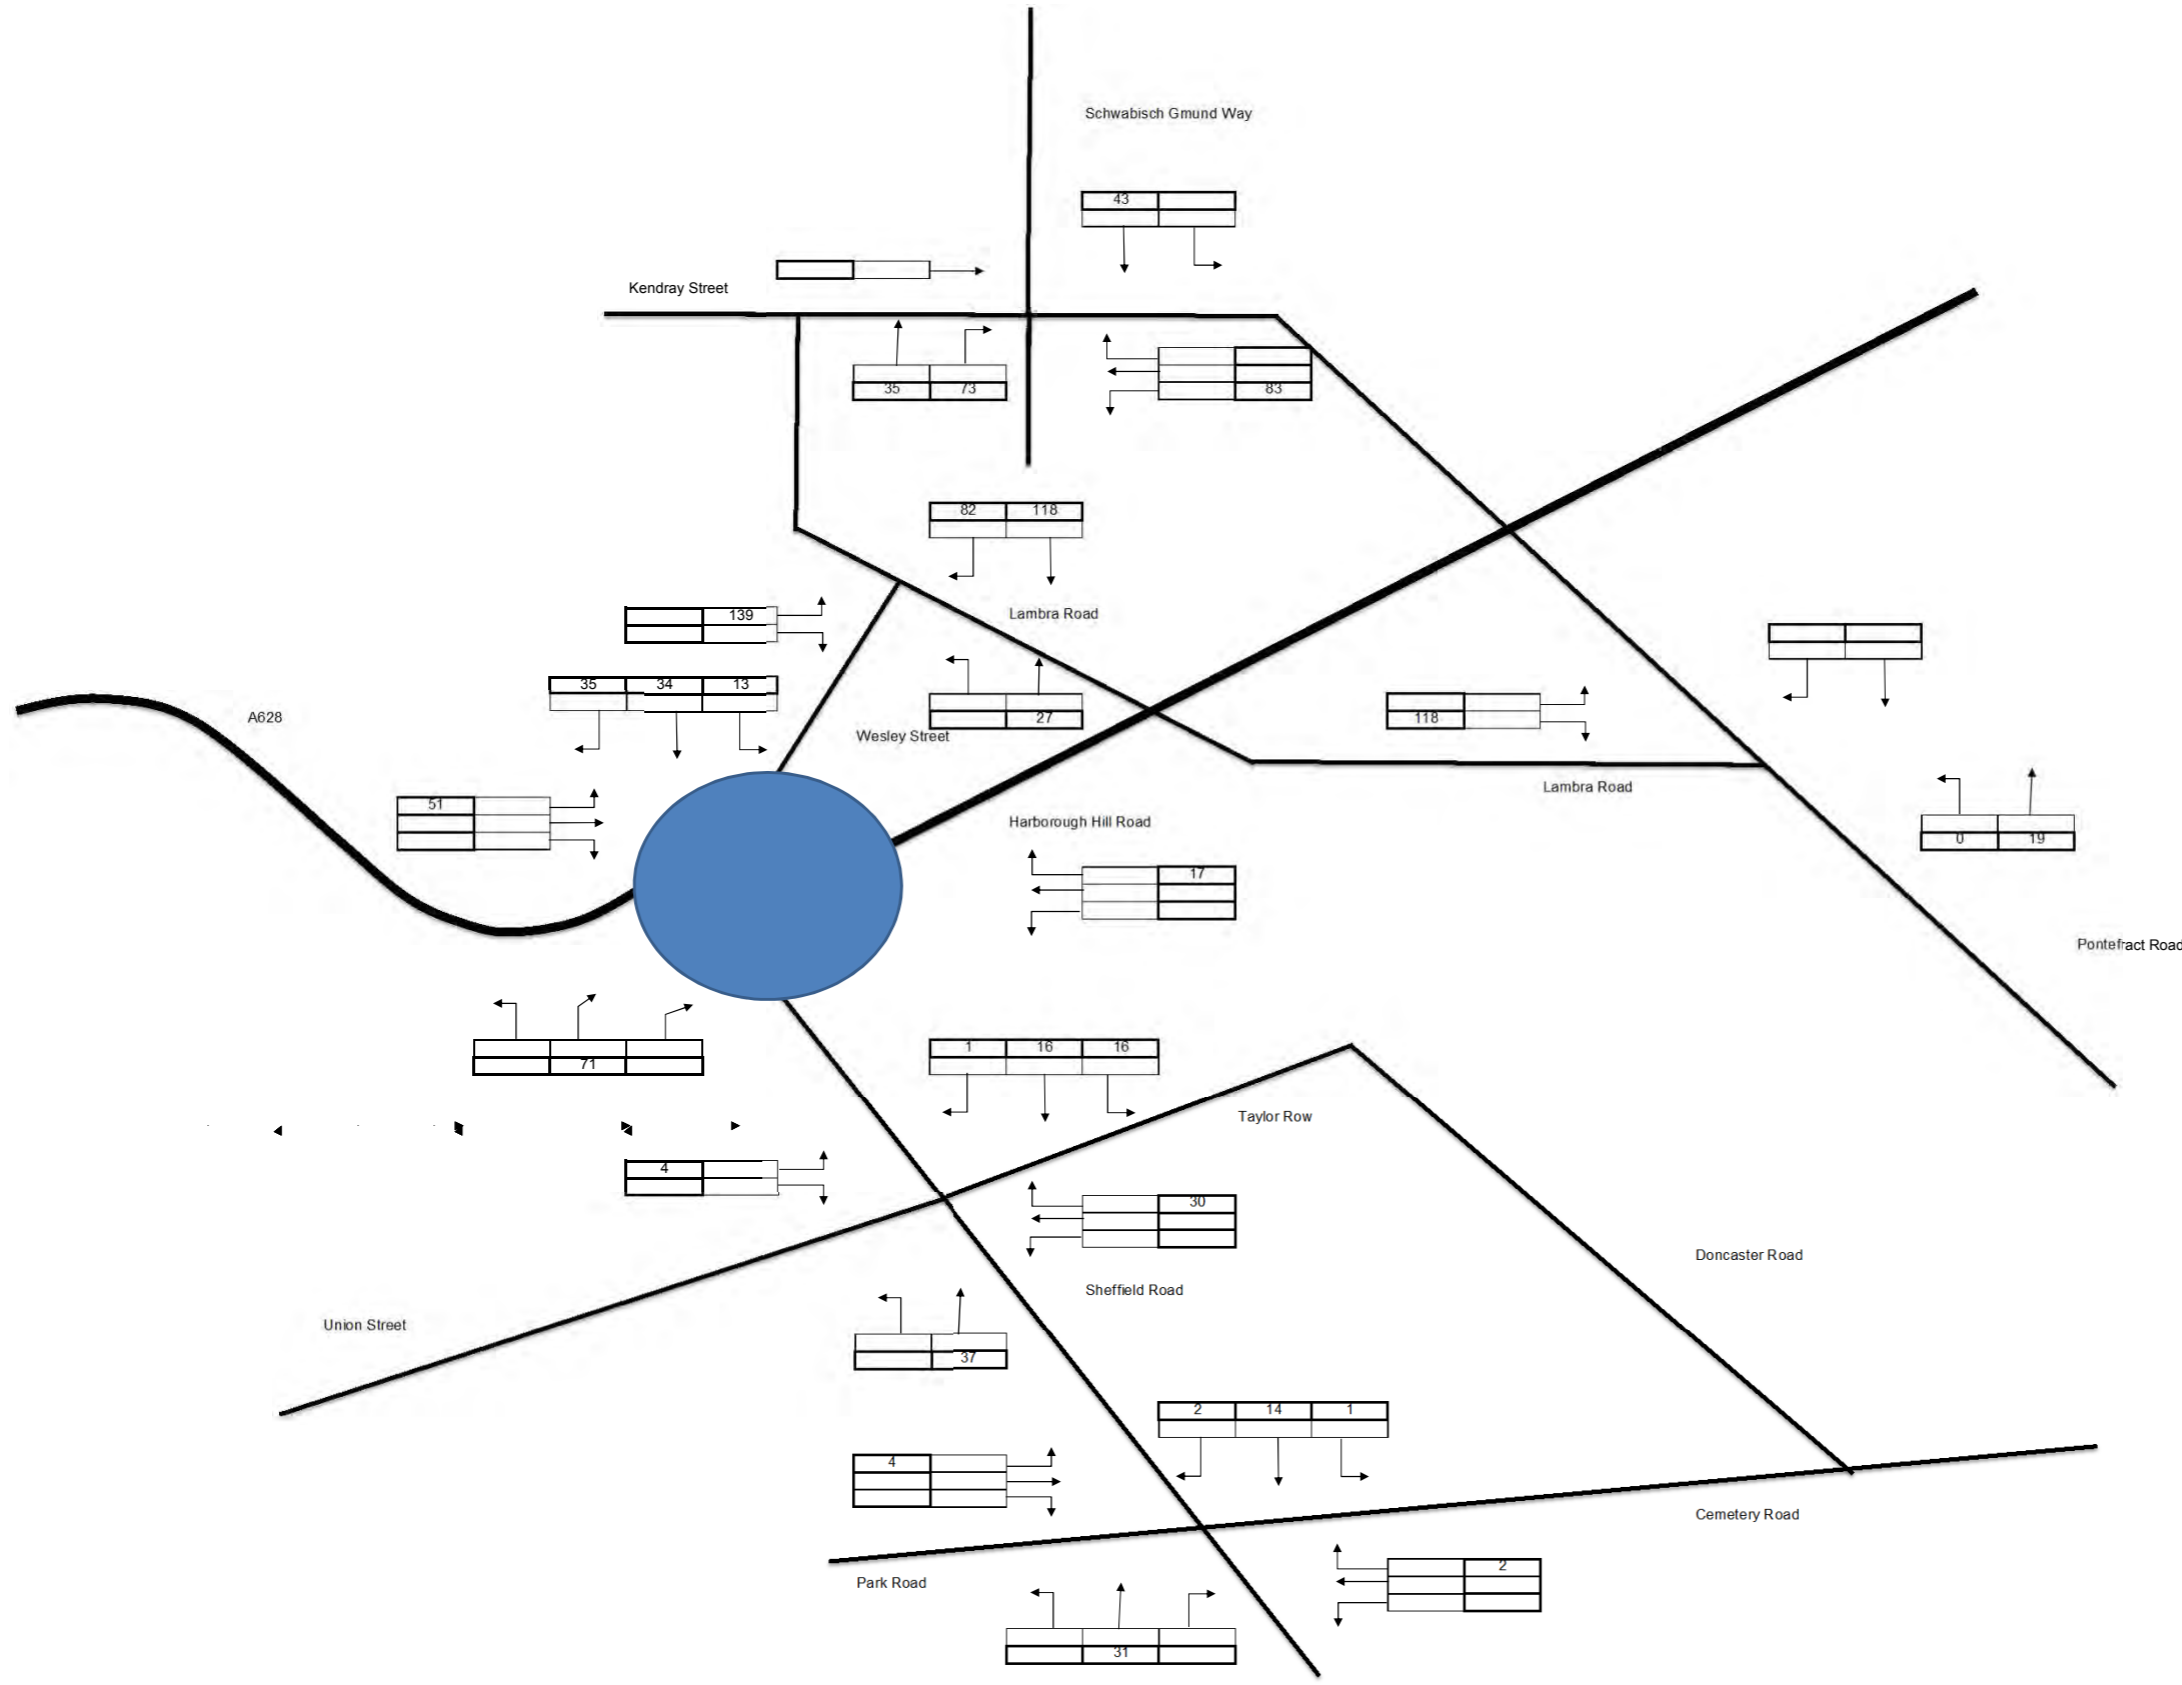 Schwabisch Gmund Way
43
Kendray Street
35 73
83
82 118
Lambra Road
139
35 34 13
27
118
A628
Wesley Street
Lambra Road
51
Harborough Hill Road
0 19
17
Pontefract Road
71
1 16 16
Taylor Row
4
30
Doncaster Road
Sheffield Road
Union Street
37
2 14 1
4
Cemetery Road
2
Park Road
31